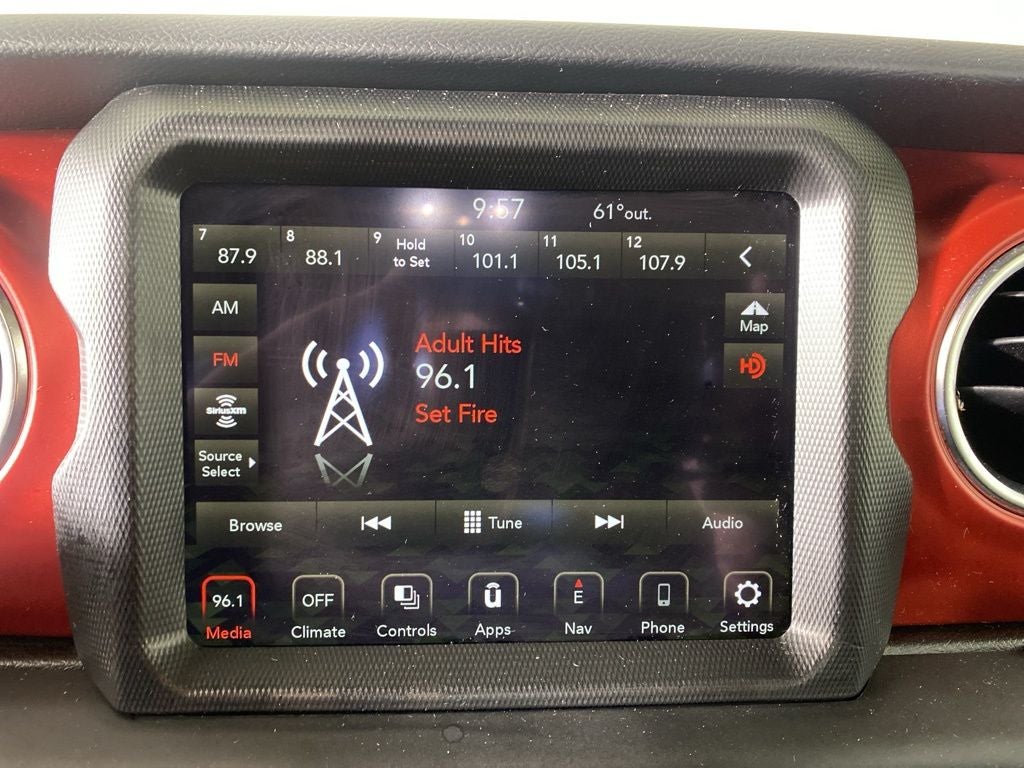 9:57 61°out.
7 87.9
8 88.1
9 Hold to Set
10 101.1
11 105.1
12 107.9
AM
Map
Adult Hits
FM
HD
96.1
SiriusXM
Set Fire
Source
Select
Browse Tune Audio
96.1 OFF E
Media Climate Controls Apps Nav Phone Settings